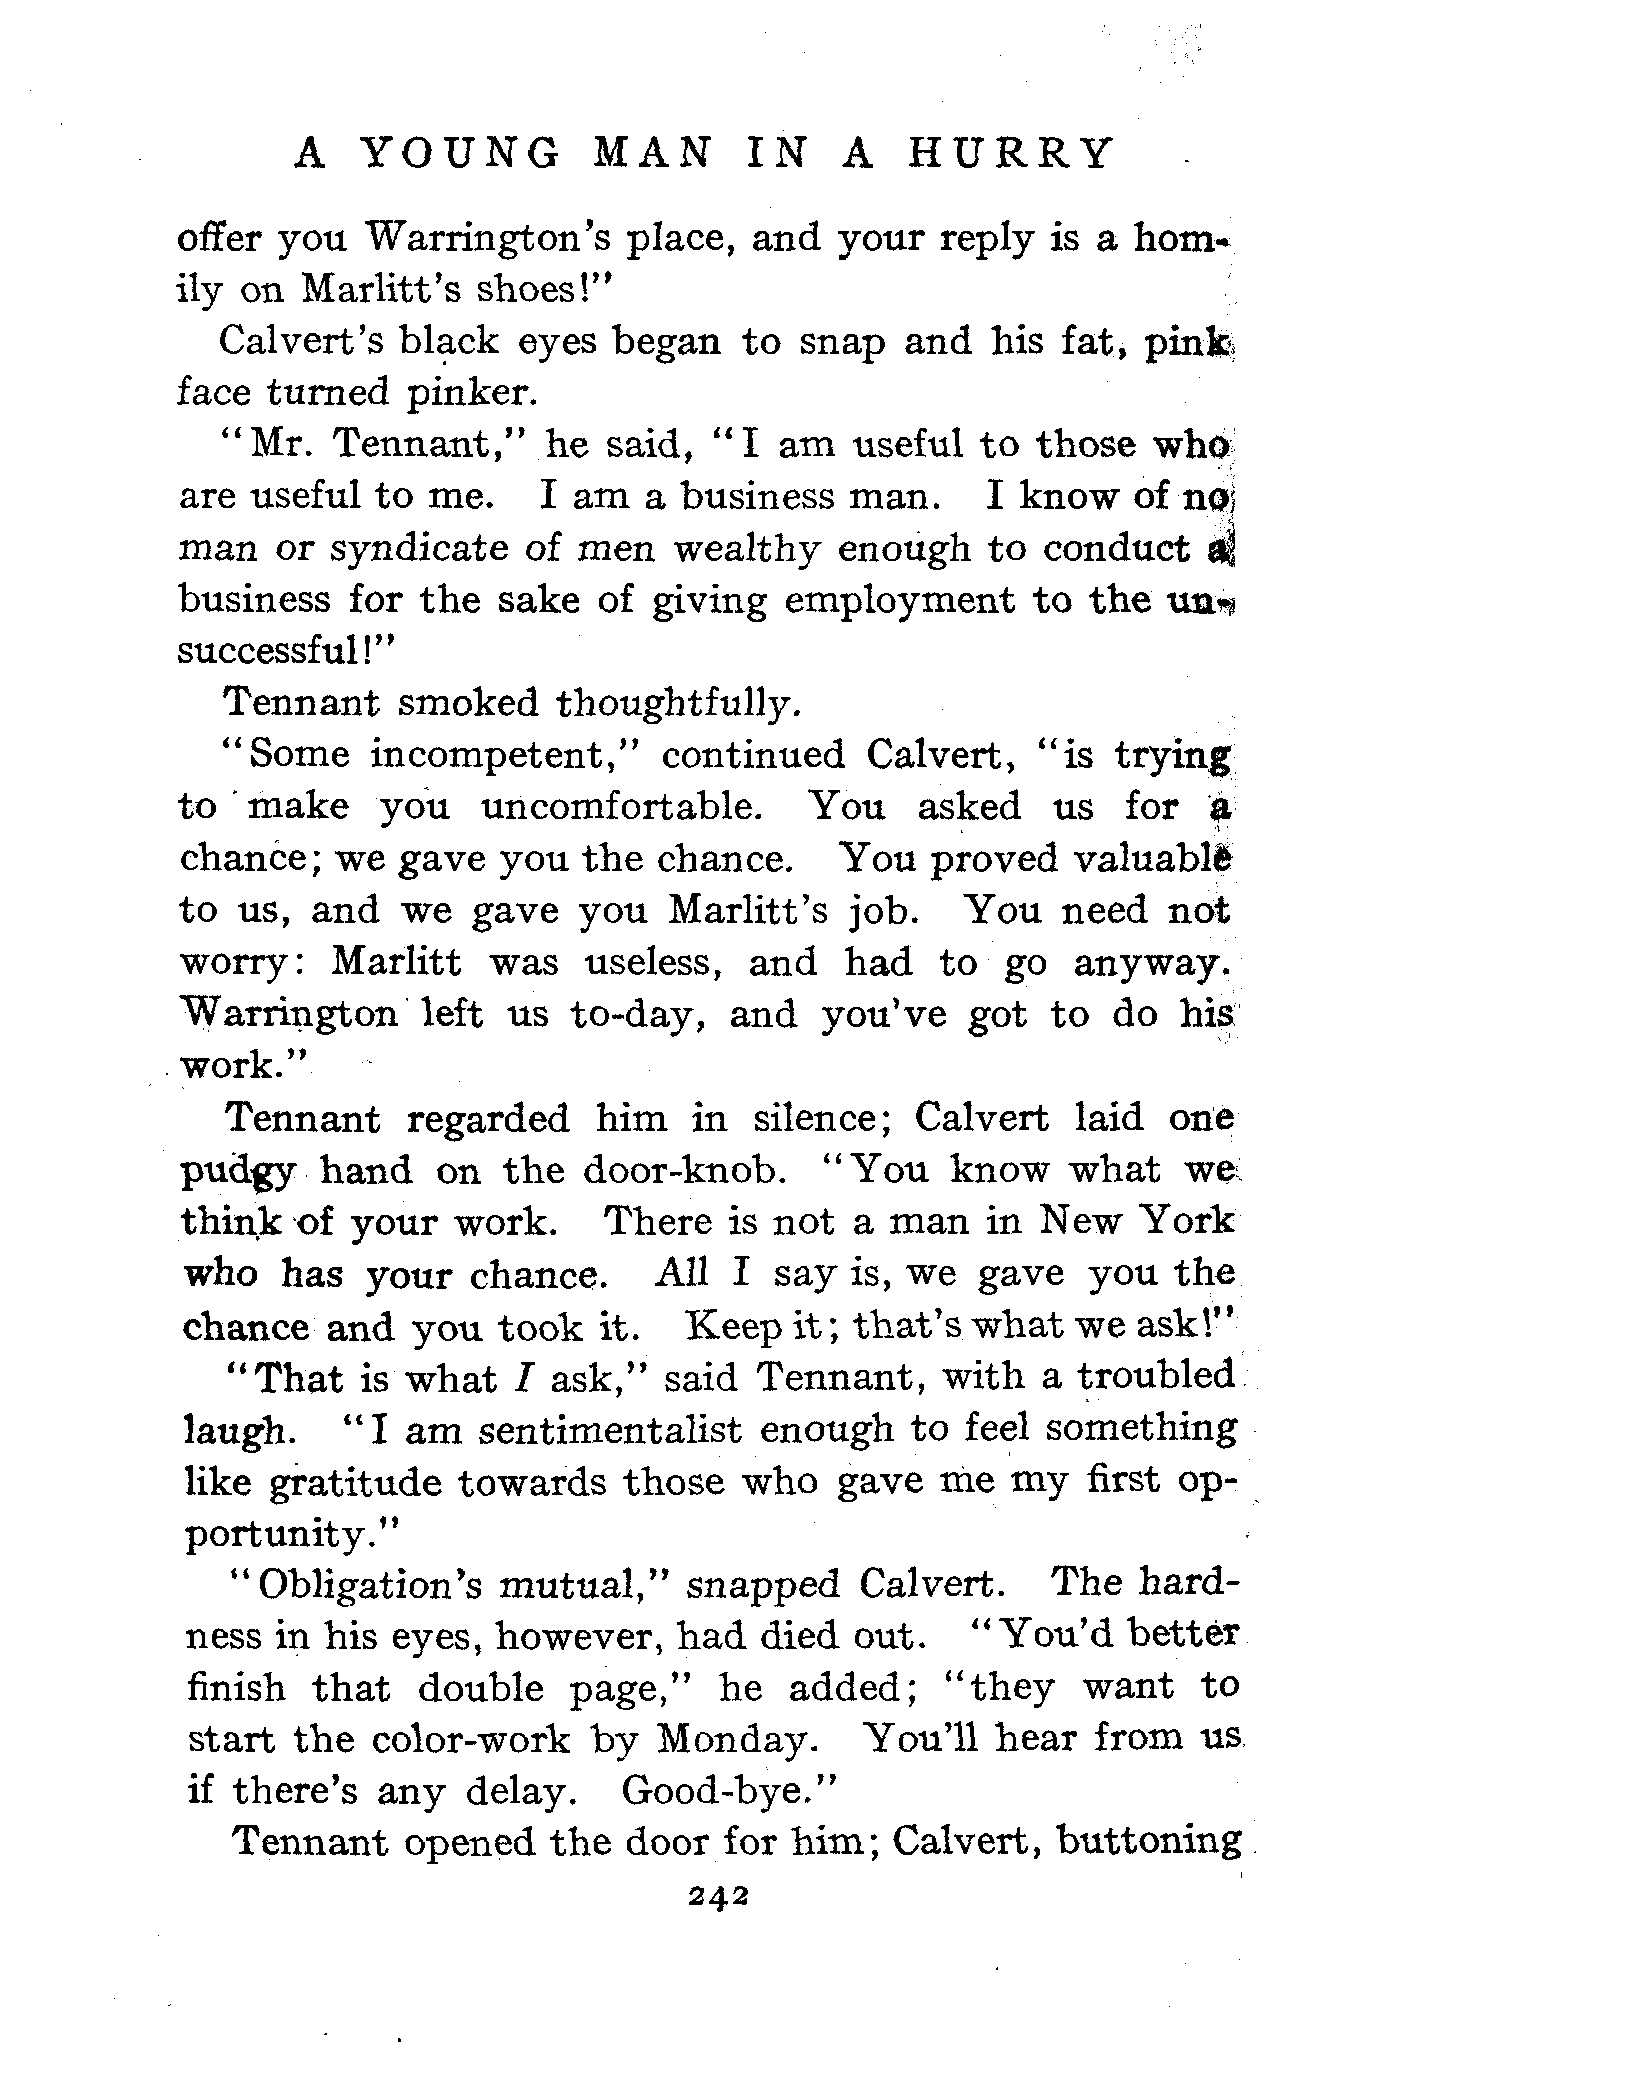 A YOUNG MAN IN A HURRY
offer you Warrington's place, and your reply is a hom-
ily on Marlitt's shoes!"
Calvert's black eyes began to snap and his fat, pink
face turned pinker.
"Mr. Tennant," he said, "I am useful to those who
are useful to me. I am a business man. I know of no
man or syndicate of men wealthy enough to conduct a
business for the sake of giving employment to the un-
successful!"
Tennant smoked thoughtfully.
"Some incompetent," continued Calvert, "is trying
to make you uncomfortable. You asked us for a
chance; we gave you the chance. You proved valuable
to us, and we gave you Marlitt's job. You need not
worry: Marlitt was useless, and had to go anyway.
Warrington left us to-day, and you've got to do his
work."
Tennant regarded him in silence; Calvert laid one
pudgy hand on the door-knob. "You know what we
think of your work. There is not a man in New York
who has your chance. All I say is, we gave you the
chance and you took it. Keep it; that's what we ask!"
"That is what I ask," said Tennant, with a troubled
laugh. "I am sentimentalist enough to feel something
like gratitude towards those who gave me my first op-
portunity."
"Obligation's mutual," snapped Calvert. The hard-
ness in his eyes, however, had died out. "You'd better
finish that double page," he added; "they want to
start the color-work by Monday. You'll hear from us
if there's any delay. Good-bye."
Tennant opened the door for him; Calvert, buttoning
242